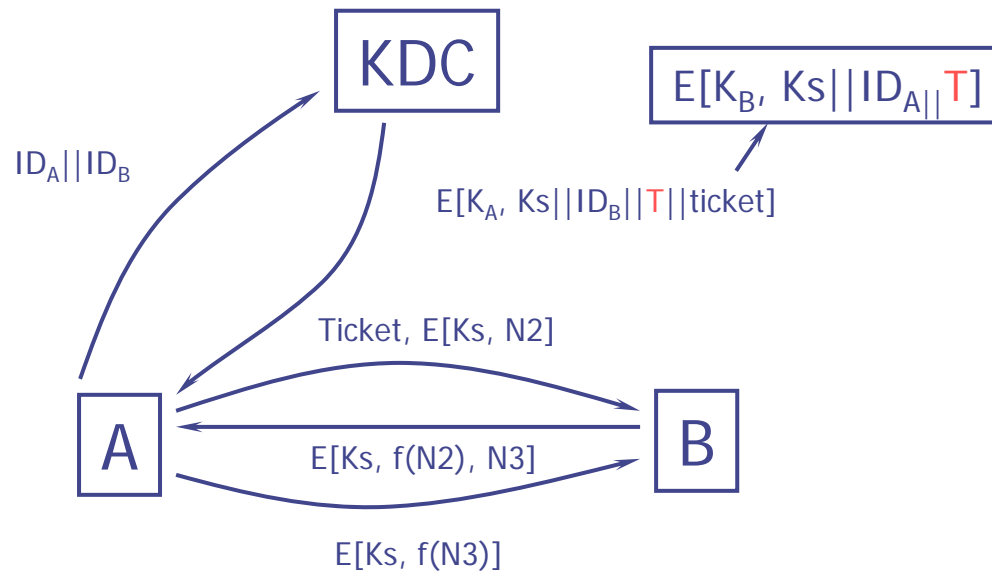 KDC
E[K_B, Ks||ID_A||T]
ID_A||ID_B
E[K_A, Ks||ID_B||T||ticket]
Ticket, E[Ks, N2]
A
B
E[Ks, f(N2), N3]
E[Ks, f(N3)]